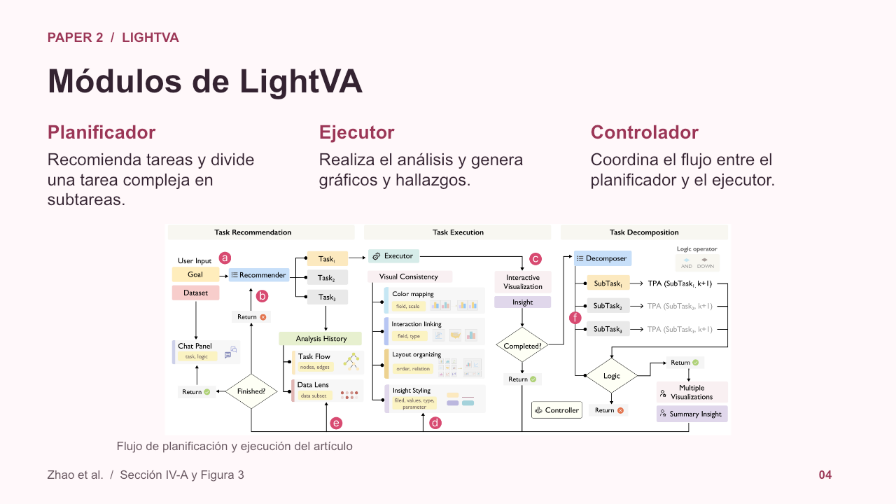 PAPER 2 / LIGHTVA
Módulos de LightVA
Planificador
Recomienda tareas y divide
una tarea compleja en
subtareas.
Ejecutor
Realiza el análisis y genera
gráficos y hallazgos.
Controlador
Coordina el flujo entre el
planificador y el ejecutor.
Task Recommendation
User Input
a
Goal
Dataset
Recommender
b
Return
Task1
Task2
Task3
Analysis History
Task Flow
nodes, edges
Data Lens
data subset
Chat Panel
task, logic
Return
Finished?
e
Task Execution
Executor
Visual Consistency
Color mapping
field, scale
Interaction linking
field, type
Layout organizing
order, relation
Insight Styling
filed, values, type,
parameter
d
c
Interactive
Visualization
Insight
Completed?
Return
Controller
Task Decomposition
Decomposer
Logic operator
AND DOWN
SubTask1 TPA (SubTask1, k+1)
SubTask2 TPA (SubTask2, k+1)
f
SubTask3 TPA (SubTask3, k+1)
Logic
Return
Return
Multiple
Visualizations
Summary Insight
Flujo de planificación y ejecución del artículo
Zhao et al. / Sección IV-A y Figura 3
04